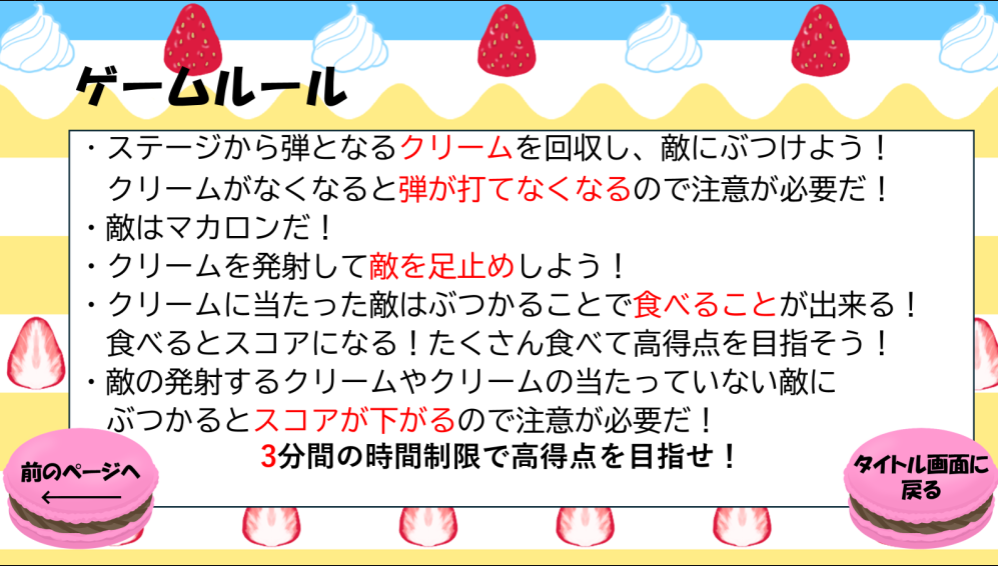 ゲームルール
・ステージから弾となるクリームを回収し、敵にぶつけよう！
クリームがなくなると弾が打てなくなるので注意が必要だ！
・敵はマカロンだ！
・クリームを発射して敵を足止めしよう！
・クリームに当たった敵はぶつかることで食べることが出来る！
食べるとスコアになる！たくさん食べて高得点を目指そう！
・敵の発射するクリームやクリームの当たっていない敵に
ぶつかるとスコアが下がるので注意が必要だ！
3分間の時間制限で高得点を目指せ！
前のページへ
タイトル画面に
戻る